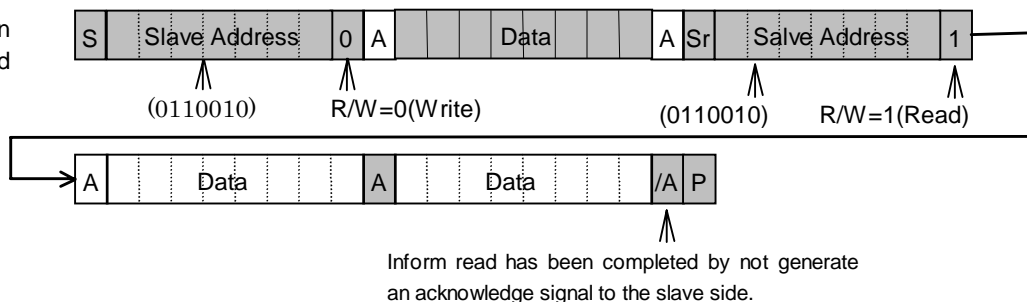 n
d
S Slave Address 0 A Data A Sr Salve Address 1
(0110010) R/W=0(Write) (0110010) R/W=1(Read)
A Data A Data /A P
Inform read has been completed by not generate
an acknowledge signal to the slave side.